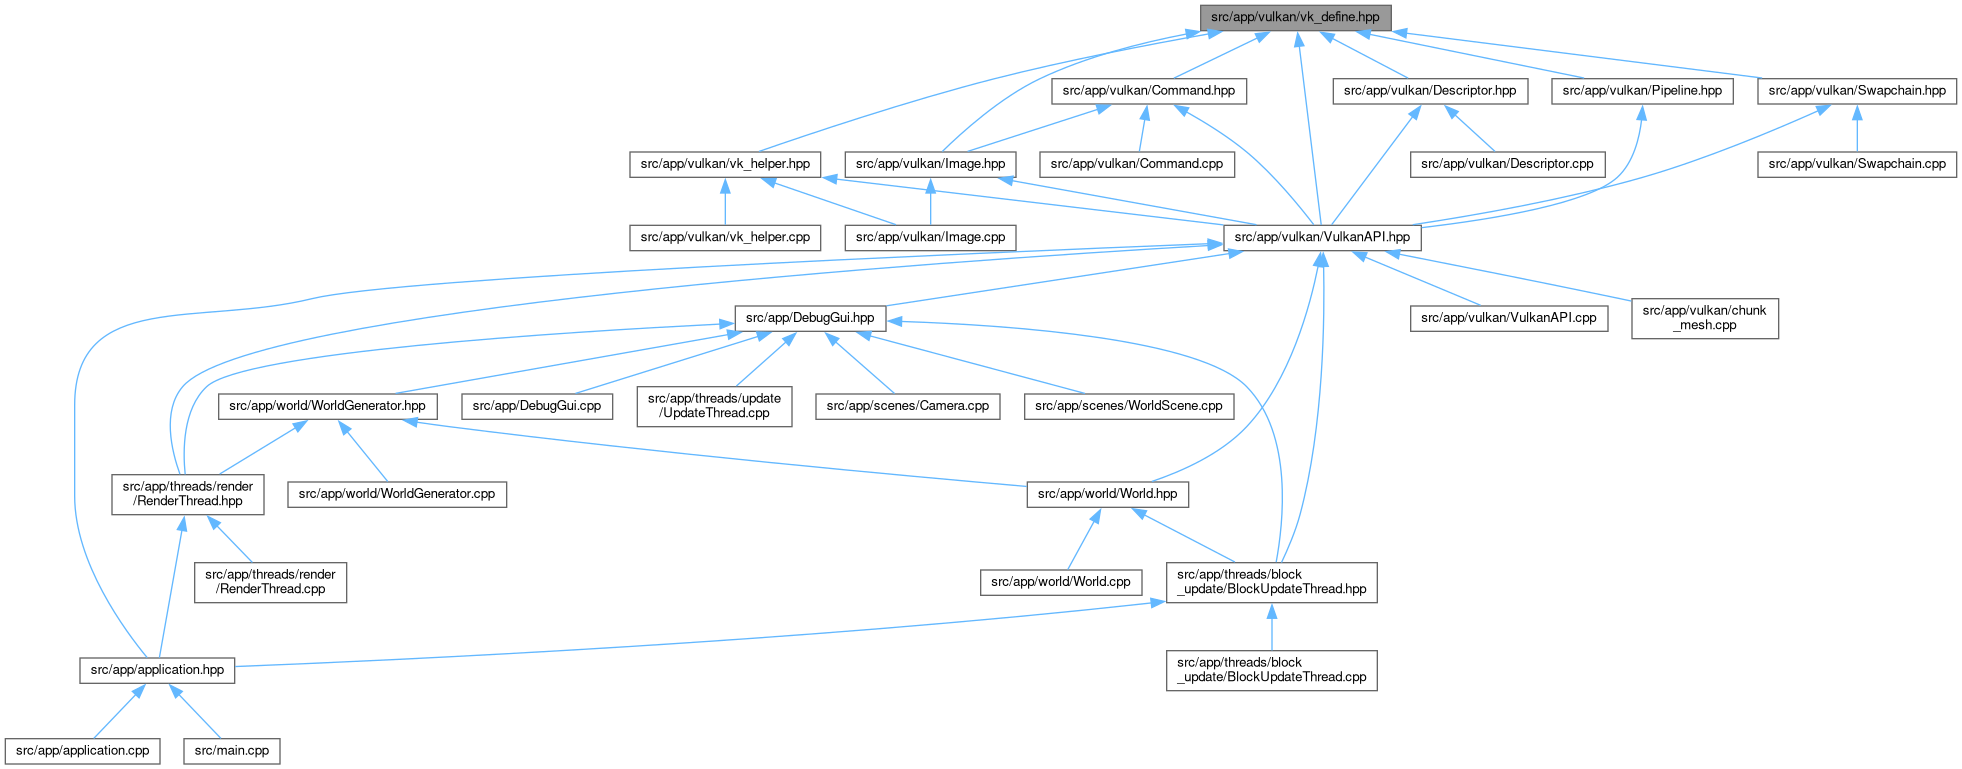 src/app/vulkan/vk_define.hpp
src/app/vulkan/Command.hpp
src/app/vulkan/Descriptor.hpp
src/app/vulkan/Pipeline.hpp
src/app/vulkan/Swapchain.hpp
src/app/vulkan/vk_helper.hpp
src/app/vulkan/Image.hpp
src/app/vulkan/Command.cpp
src/app/vulkan/Descriptor.cpp
src/app/vulkan/Swapchain.cpp
src/app/vulkan/vk_helper.cpp
src/app/vulkan/Image.cpp
src/app/vulkan/VulkanAPI.hpp
src/app/DebugGui.hpp
src/app/vulkan/VulkanAPI.cpp
src/app/vulkan/chunk
_mesh.cpp
src/app/world/WorldGenerator.hpp
src/app/DebugGui.cpp
src/app/threads/update
/UpdateThread.cpp
src/app/scenes/Camera.cpp
src/app/scenes/WorldScene.cpp
src/app/threads/render
/RenderThread.hpp
src/app/world/WorldGenerator.cpp
src/app/world/World.hpp
src/app/threads/render
/RenderThread.cpp
src/app/world/World.cpp
src/app/threads/block
_update/BlockUpdateThread.hpp
src/app/application.hpp
src/app/threads/block
_update/BlockUpdateThread.cpp
src/app/application.cpp
src/main.cpp